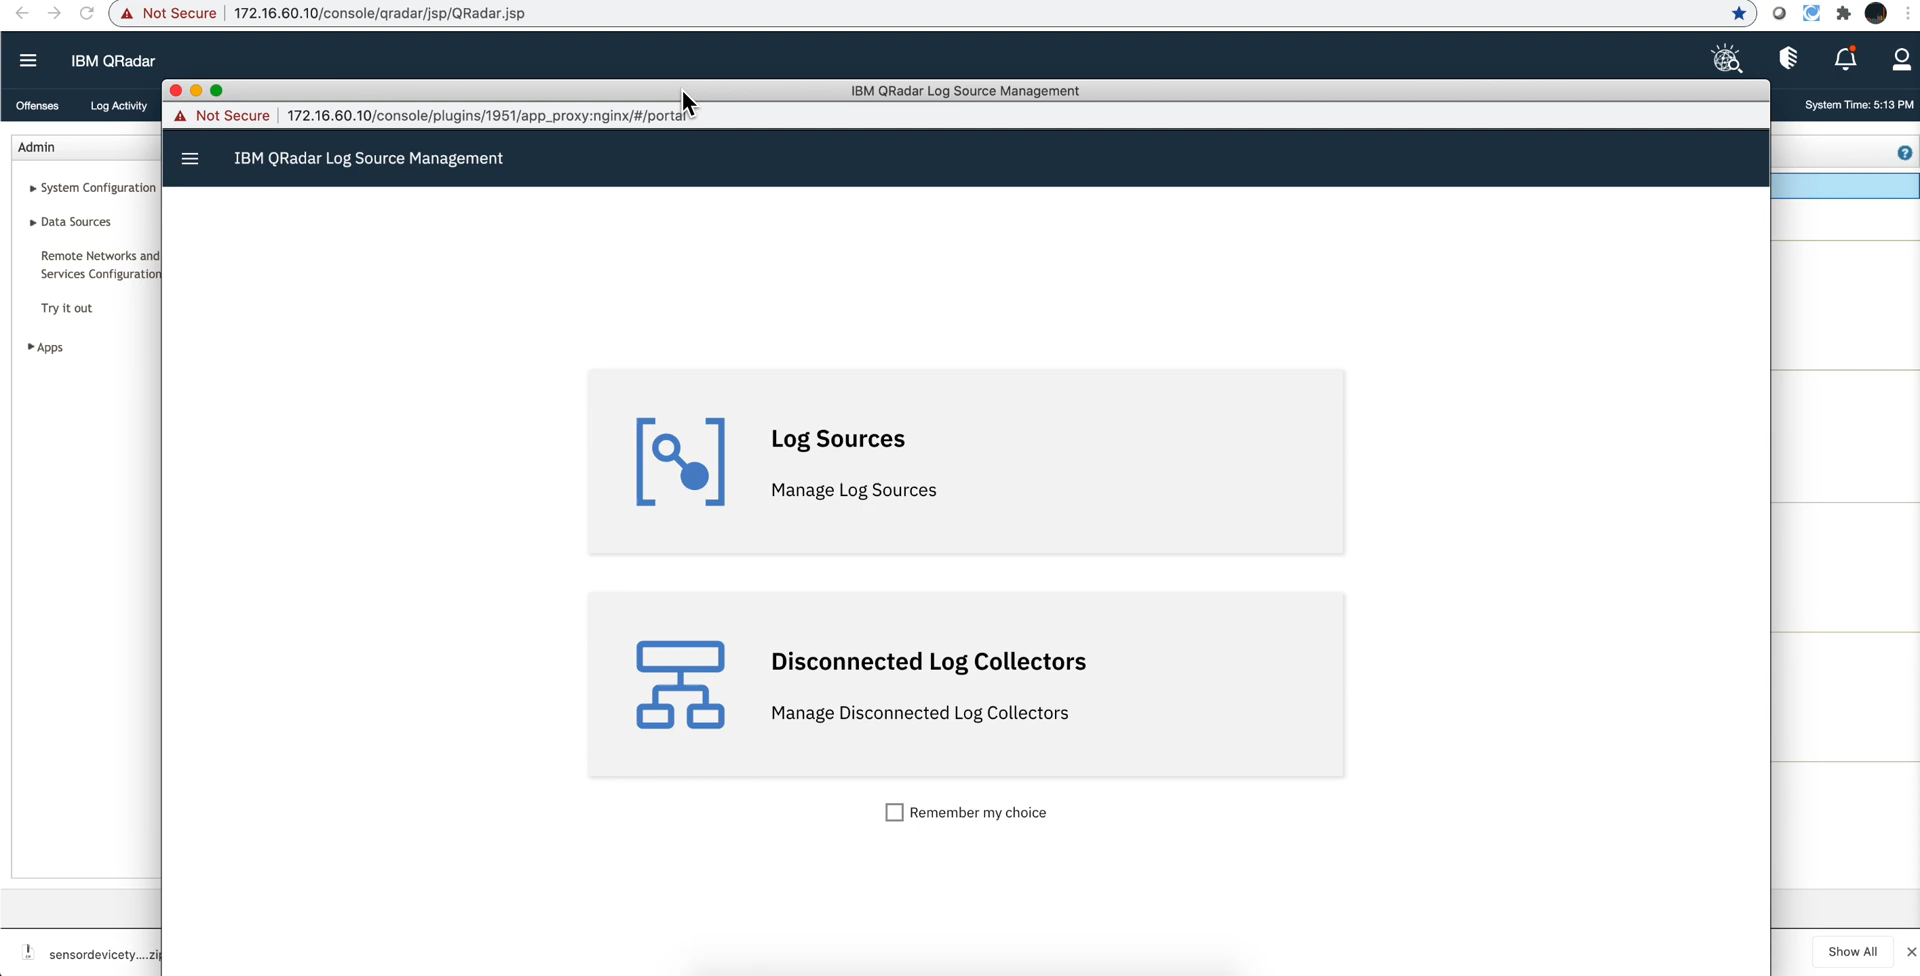 Not Secure 172.16.60.10/console/qradar/jsp/QRadar.jsp
IBM QRadar
Offenses Log Activity
System Time: 5:13 PM
IBM QRadar Log Source Management
Not Secure 172.16.60.10/console/plugins/1951/app_proxy:nginx/#/portal
IBM QRadar Log Source Management
Admin
System Configuration
Data Sources
Remote Networks and
Services Configuration
Try it out
Apps
Log Sources
Manage Log Sources
Disconnected Log Collectors
Manage Disconnected Log Collectors
Remember my choice
sensordevicety....zip
Show All